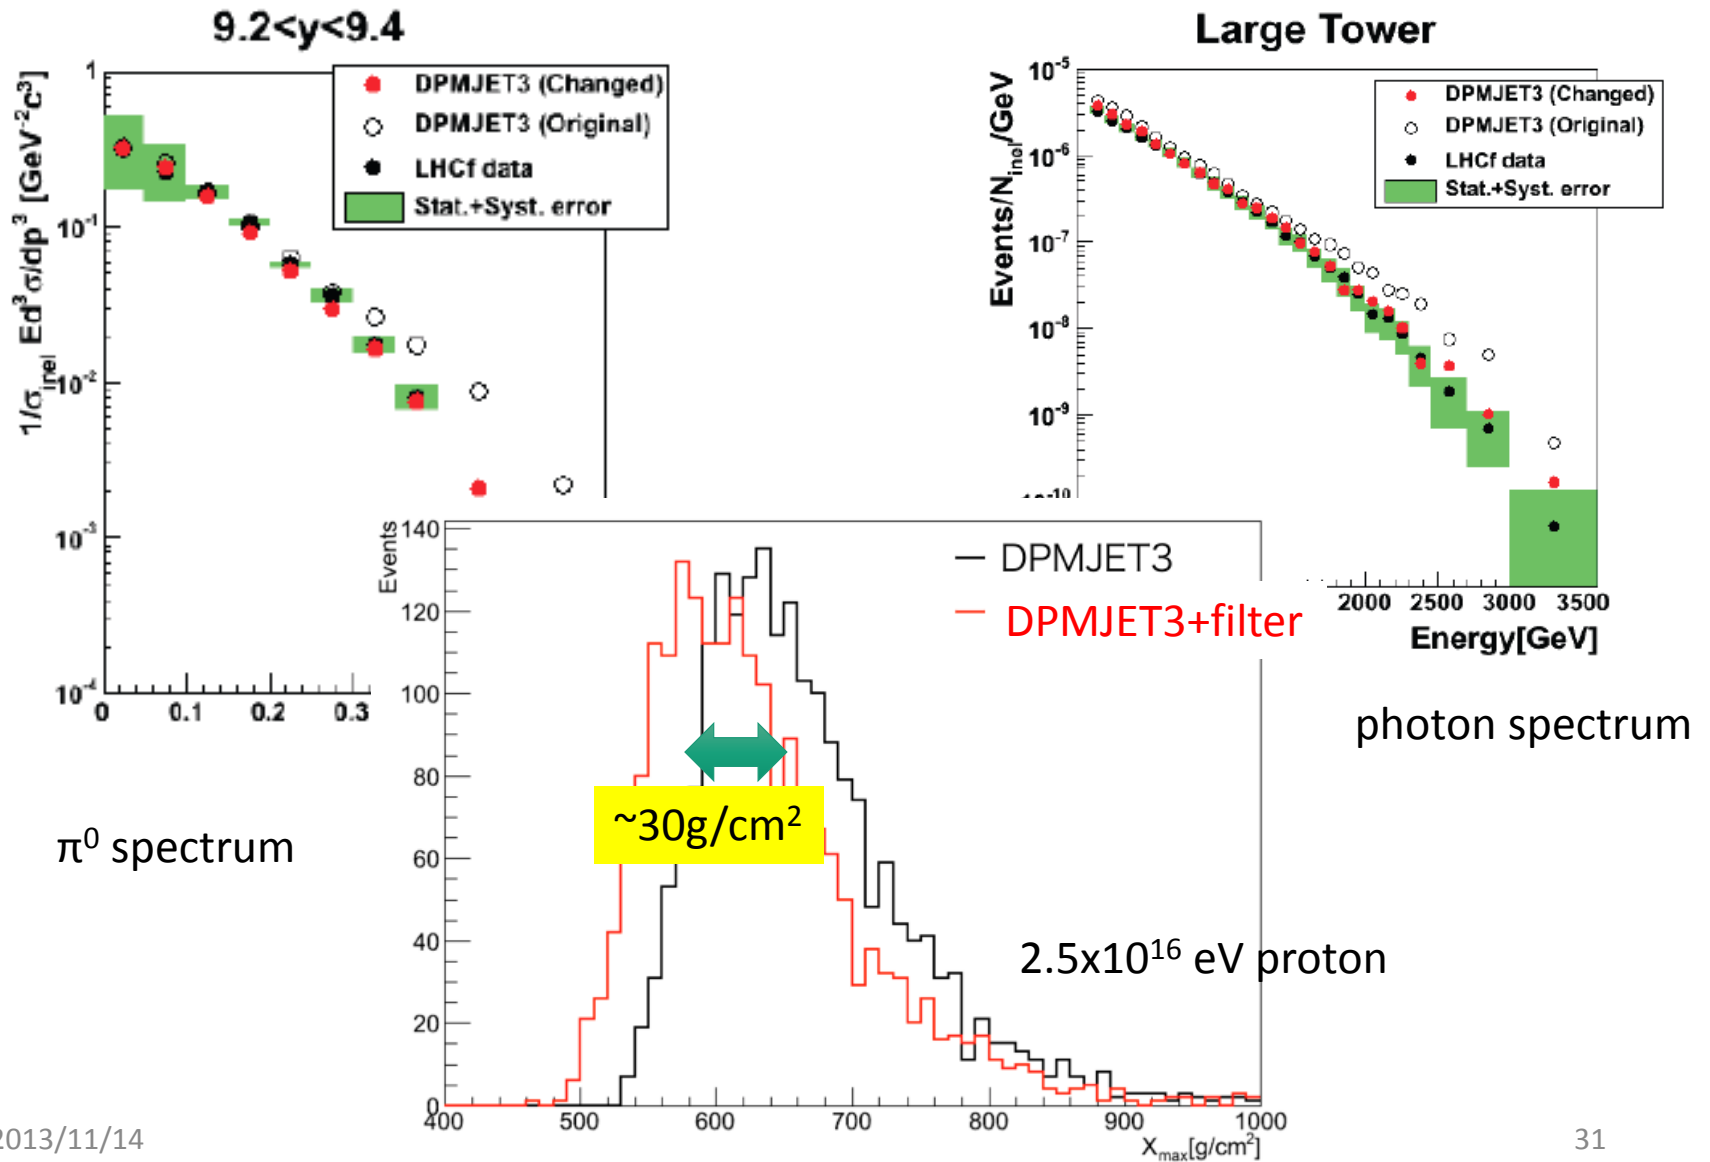 9.2<y<9.4
1/σinel Ed³σ/dp³ [GeV⁻²c³]
DPMJET3 (Changed)
DPMJET3 (Original)
LHCf data
Stat.+Syst. error
1
10⁻¹
10⁻²
10⁻³
10⁻⁴
0 0.1 0.2 0.3
π⁰ spectrum
Large Tower
Events/Ninel/GeV
DPMJET3 (Changed)
DPMJET3 (Original)
LHCf data
Stat.+Syst. error
10⁻⁵
10⁻⁶
10⁻⁷
10⁻⁸
10⁻⁹
10⁻¹⁰
2000 2500 3000 3500
Energy[GeV]
photon spectrum
Events
140
120
100
80
60
40
20
0
400 500 600 700 800 900 1000
Xmax[g/cm²]
DPMJET3
DPMJET3+filter
~30g/cm²
2.5x10¹⁶ eV proton
2013/11/14
31